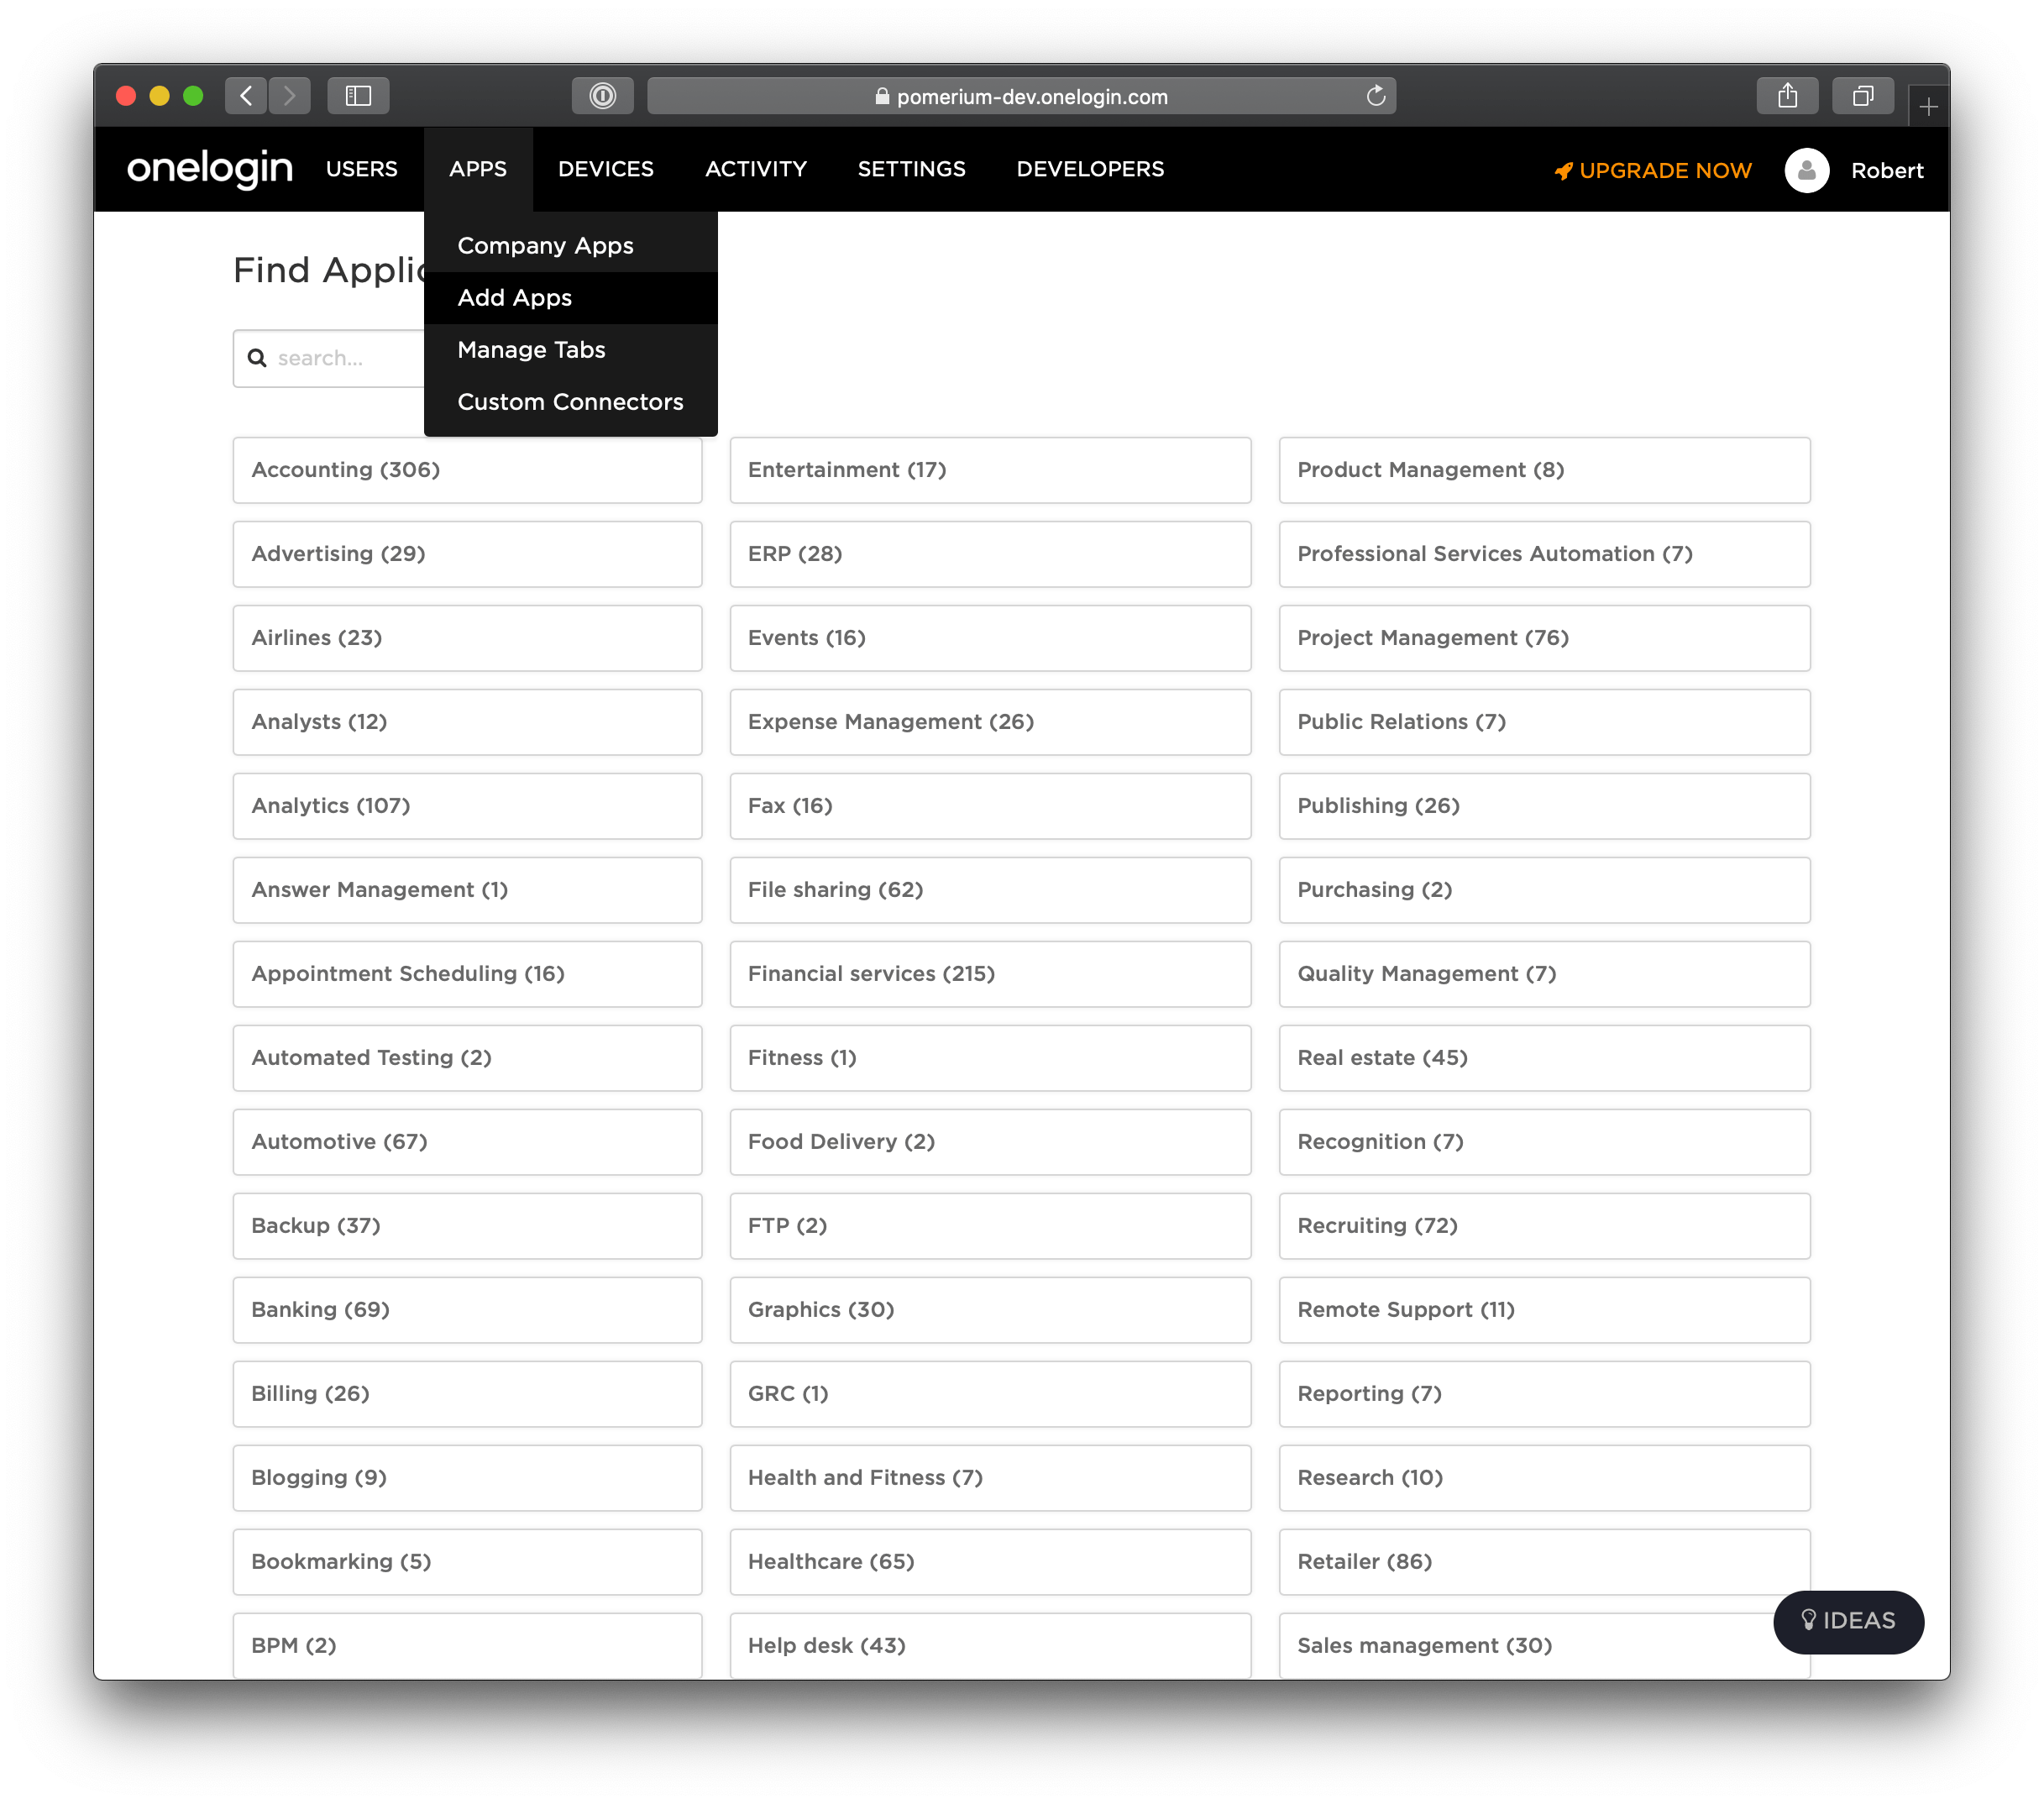 pomerium-dev.onelogin.com
onelogin USERS APPS DEVICES ACTIVITY SETTINGS DEVELOPERS UPGRADE NOW Robert
Company Apps
Find Applic
Add Apps
Manage Tabs
search...
Custom Connectors
Accounting (306) Entertainment (17) Product Management (8)
Advertising (29) ERP (28) Professional Services Automation (7)
Airlines (23) Events (16) Project Management (76)
Analysts (12) Expense Management (26) Public Relations (7)
Analytics (107) Fax (16) Publishing (26)
Answer Management (1) File sharing (62) Purchasing (2)
Appointment Scheduling (16) Financial services (215) Quality Management (7)
Automated Testing (2) Fitness (1) Real estate (45)
Automotive (67) Food Delivery (2) Recognition (7)
Backup (37) FTP (2) Recruiting (72)
Banking (69) Graphics (30) Remote Support (11)
Billing (26) GRC (1) Reporting (7)
Blogging (9) Health and Fitness (7) Research (10)
Bookmarking (5) Healthcare (65) Retailer (86)
IDEAS
BPM (2) Help desk (43) Sales management (30)